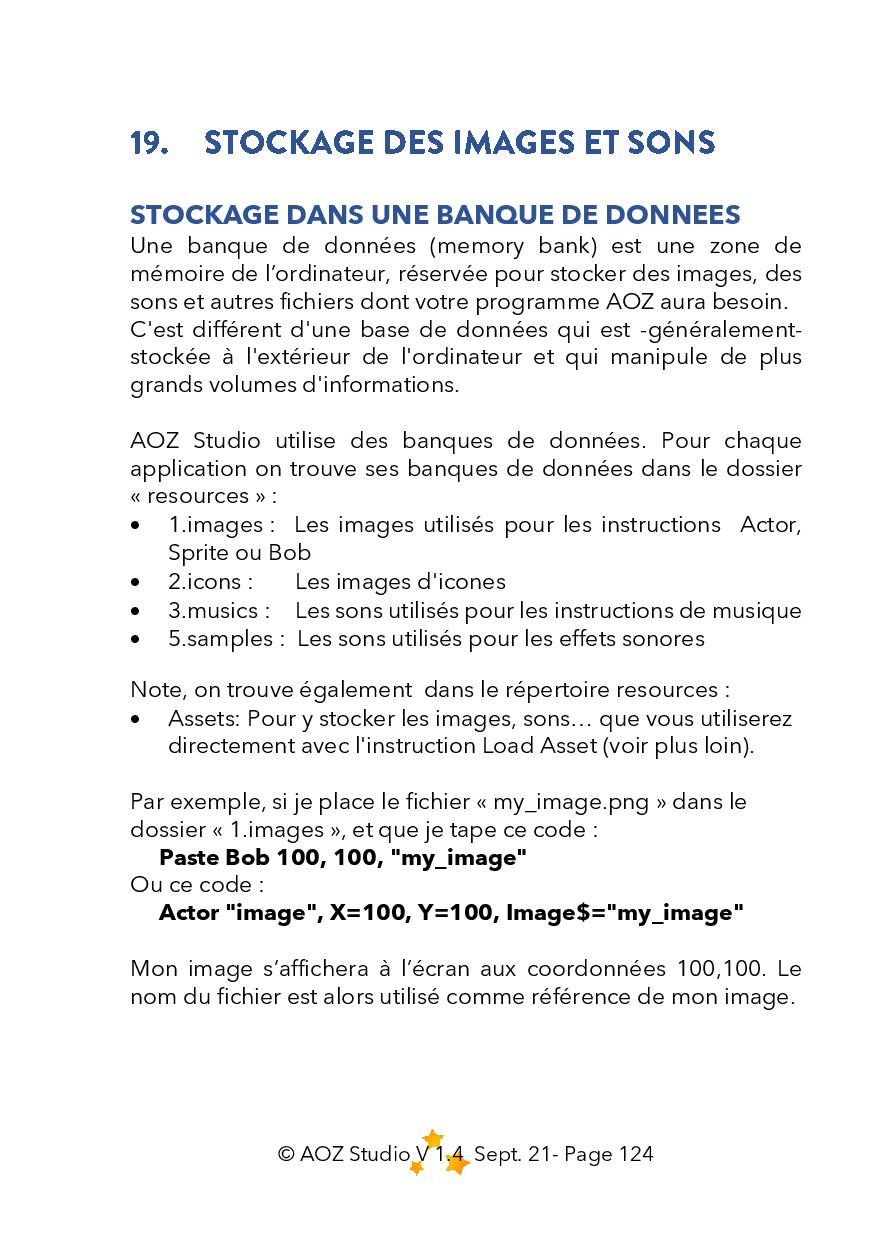 19. STOCKAGE DES IMAGES ET SONS
STOCKAGE DANS UNE BANQUE DE DONNEES
Une banque de données (memory bank) est une zone de
mémoire de l’ordinateur, réservée pour stocker des images, des
sons et autres fichiers dont votre programme AOZ aura besoin.
C'est différent d'une base de données qui est -généralement-
stockée à l'extérieur de l'ordinateur et qui manipule de plus
grands volumes d'informations.
AOZ Studio utilise des banques de données. Pour chaque
application on trouve ses banques de données dans le dossier
« resources » :
• 1.images : Les images utilisés pour les instructions Actor,
Sprite ou Bob
• 2.icons : Les images d'icones
• 3.musics : Les sons utilisés pour les instructions de musique
• 5.samples : Les sons utilisés pour les effets sonores
Note, on trouve également dans le répertoire resources :
• Assets: Pour y stocker les images, sons… que vous utiliserez
directement avec l'instruction Load Asset (voir plus loin).
Par exemple, si je place le fichier « my_image.png » dans le
dossier « 1.images », et que je tape ce code :
Paste Bob 100, 100, "my_image"
Ou ce code :
Actor "image", X=100, Y=100, Image$="my_image"
Mon image s’affichera à l’écran aux coordonnées 100,100. Le
nom du fichier est alors utilisé comme référence de mon image.
© AOZ Studio V 1.4 Sept. 21- Page 124